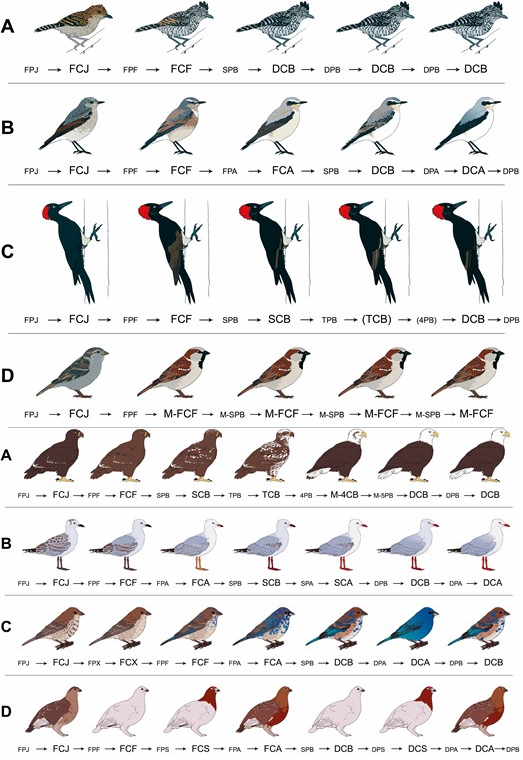 A
FPJ → FCJ → FPF → FCF → SPB → DCB → DPB → DCB → DPB → DCB
B
FPJ → FCJ → FPF → FCF → FPA → FCA → SPB → DCB → DPA → DCA → DPB
C
FPJ → FCJ → FPF → FCF → SPB → SCB → TPB → (TCB) → (4PB) → DCB → DPB
D
FPJ → FCJ → FPF → M-FCF → M-SPB → M-FCF → M-SPB → M-FCF → M-SPB → M-FCF
A
FPJ → FCJ → FPF → FCF → SPB → SCB → TPB → TCB → 4PB → M-4CB → M-5PB → DCB → DPB → DCB
B
FPJ → FCJ → FPF → FCF → FPA → FCA → SPB → SCB → SPA → SCA → DPB → DCB → DPA → DCA
C
FPJ → FCJ → FPX → FCX → FPF → FCF → FPA → FCA → SPB → DCB → DPA → DCA → DPB → DCB
D
FPJ → FCJ → FPF → FCF → FPS → FCS → FPA → FCA → SPB → DCB → DPS → DCS → DPA → DCA → DPB